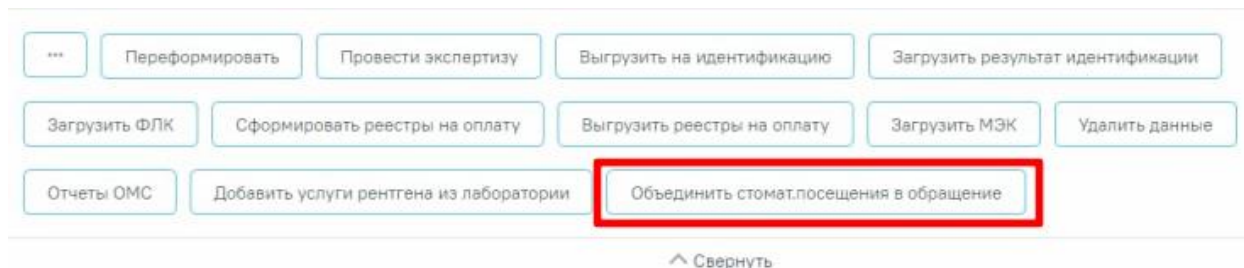 ... Переформировать Провести экспертизу Выгрузить на идентификацию Загрузить результат идентификации
Загрузить ФЛК Сформировать реестры на оплату Выгрузить реестры на оплату Загрузить МЭК Удалить данные
Отчеты ОМС Добавить услуги рентгена из лаборатории Объединить стомат.посещения в обращение
Свернуть